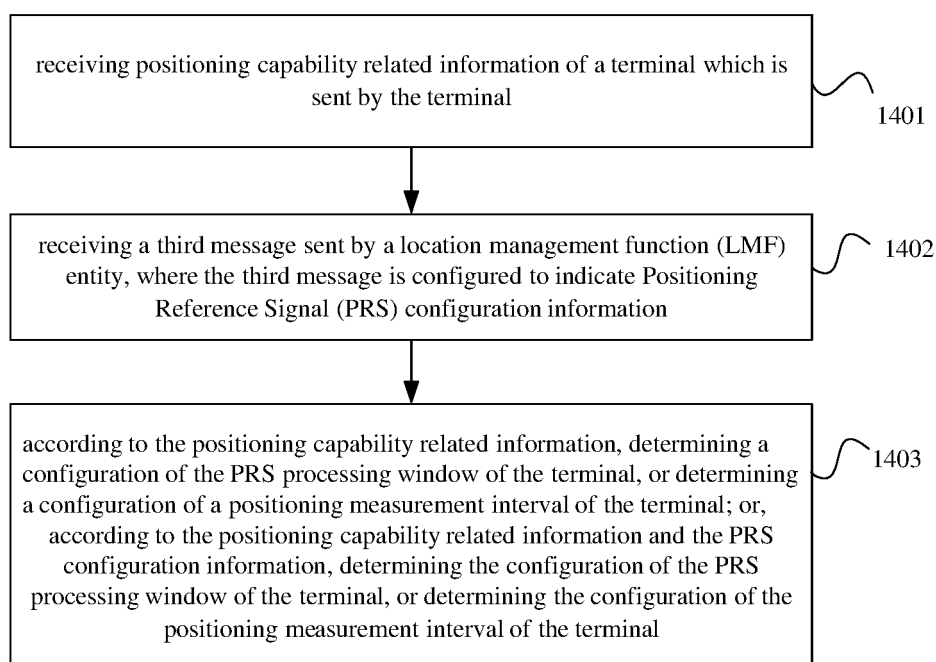 receiving positioning capability related information of a terminal which is
sent by the terminal
1401
receiving a third message sent by a location management function (LMF)
entity, where the third message is configured to indicate Positioning
Reference Signal (PRS) configuration information
1402
according to the positioning capability related information, determining a
configuration of the PRS processing window of the terminal, or determining
a configuration of a positioning measurement interval of the terminal; or,
according to the positioning capability related information and the PRS
configuration information, determining the configuration of the PRS
processing window of the terminal, or determining the configuration of the
positioning measurement interval of the terminal
1403